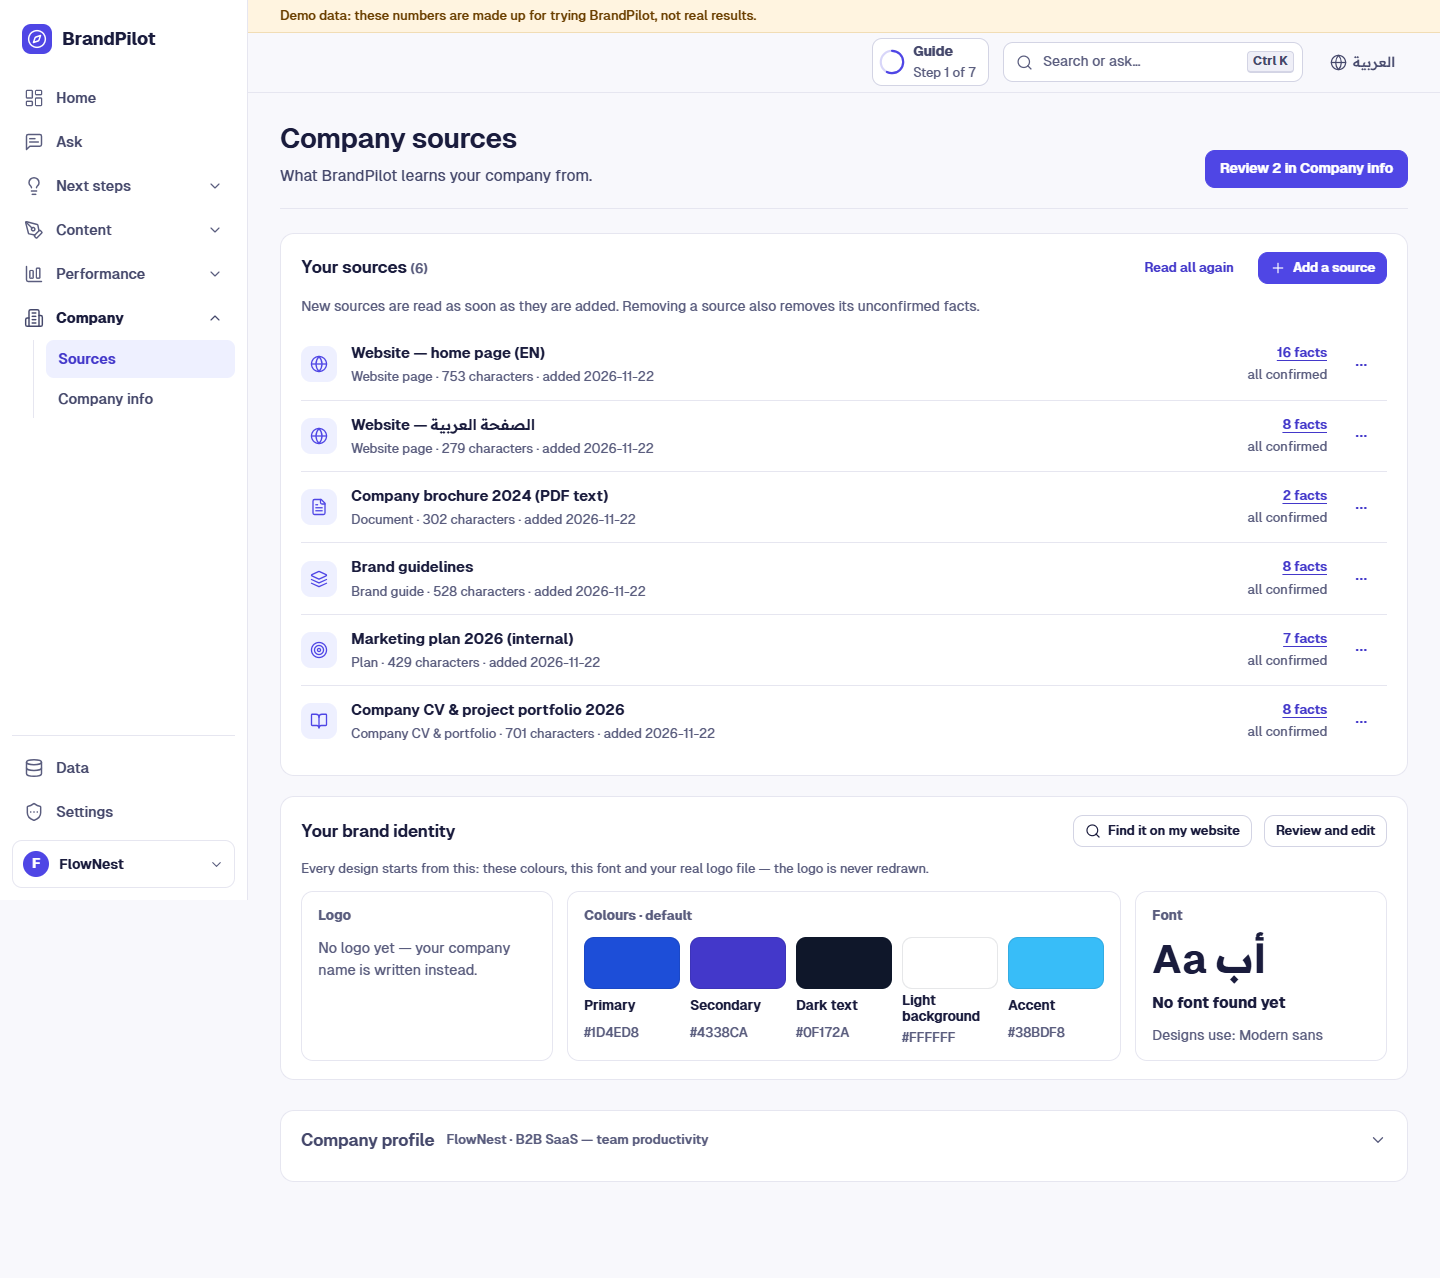 BrandPilot
Home
Ask
Next steps
Content
Performance
Company
Sources
Company info
Data
Settings
F FlowNest
Demo data: these numbers are made up for trying BrandPilot, not real results.
Guide
Step 1 of 7
Search or ask...
Ctrl K
العربية
Company sources
What BrandPilot learns your company from.
Review 2 in Company info
Your sources (6)
Read all again
Add a source
New sources are read as soon as they are added. Removing a source also removes its unconfirmed facts.
Website — home page (EN)
Website page · 753 characters · added 2026-11-22
16 facts
all confirmed
...
Website — الصفحة العربية
Website page · 279 characters · added 2026-11-22
8 facts
all confirmed
...
Company brochure 2024 (PDF text)
Document · 302 characters · added 2026-11-22
2 facts
all confirmed
...
Brand guidelines
Brand guide · 528 characters · added 2026-11-22
8 facts
all confirmed
...
Marketing plan 2026 (internal)
Plan · 429 characters · added 2026-11-22
7 facts
all confirmed
...
Company CV & project portfolio 2026
Company CV & portfolio · 701 characters · added 2026-11-22
8 facts
all confirmed
...
Your brand identity
Find it on my website
Review and edit
Every design starts from this: these colours, this font and your real logo file — the logo is never redrawn.
Logo
No logo yet — your company
name is written instead.
Colours · default
Primary
#1D4ED8
Secondary
#4338CA
Dark text
#0F172A
Light
background
#FFFFFF
Accent
#38BDF8
Font
Aa أب
No font found yet
Designs use: Modern sans
Company profile
FlowNest · B2B SaaS — team productivity